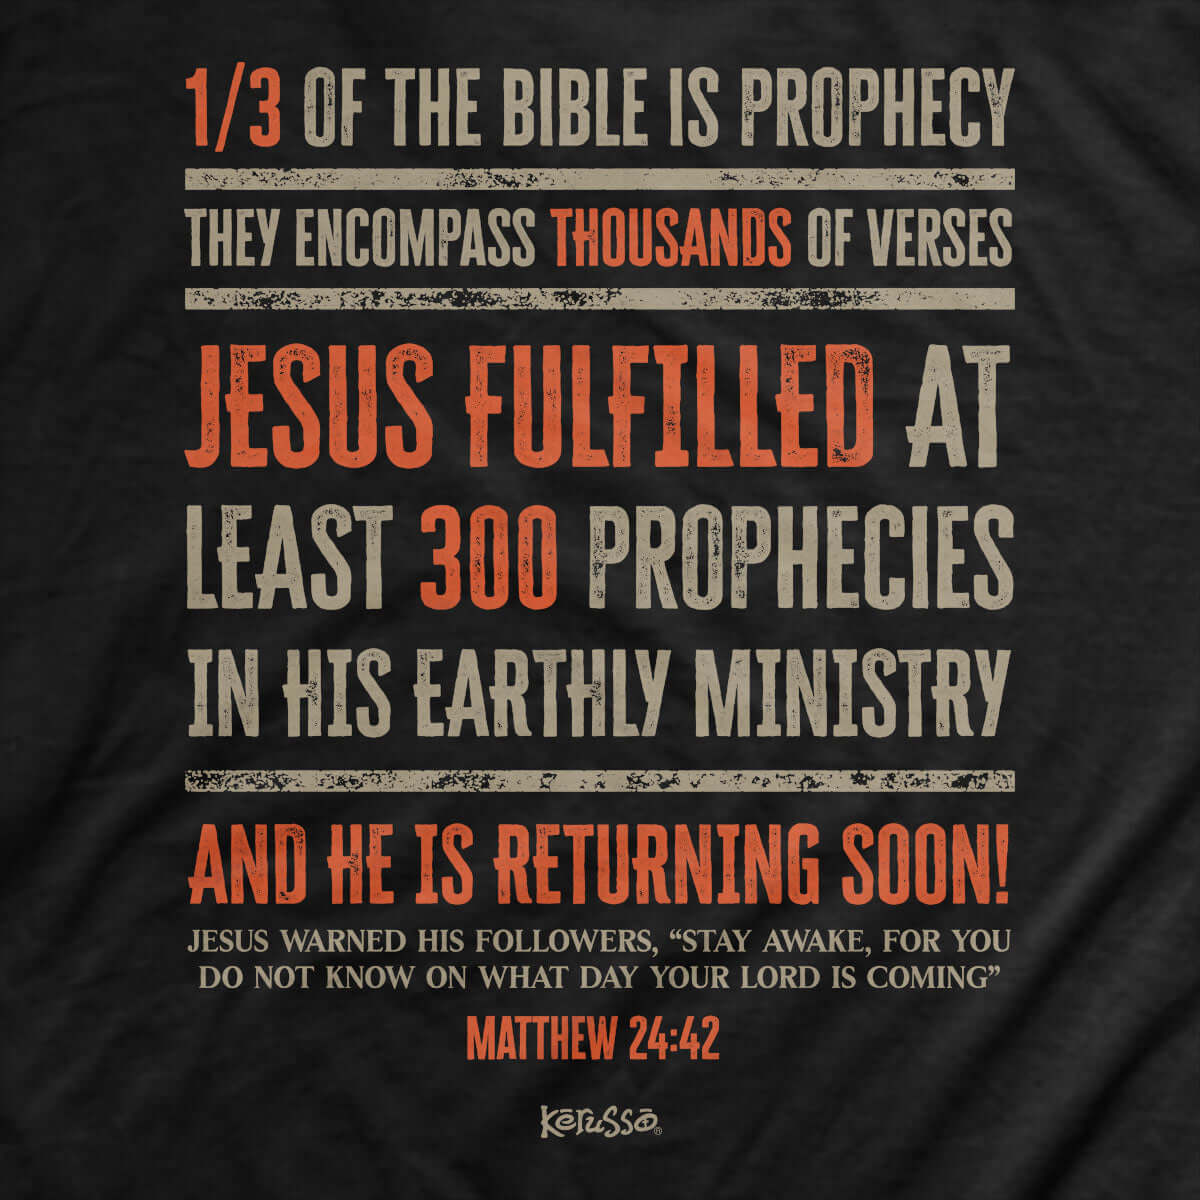 1/3 OF THE BIBLE IS PROPHECY
THEY ENCOMPASS THOUSANDS OF VERSES
JESUS FULFILLED AT
LEAST 300 PROPHECIES
IN HIS EARTHLY MINISTRY
AND HE IS RETURNING SOON!
JESUS WARNED HIS FOLLOWERS, “STAY AWAKE, FOR YOU
DO NOT KNOW ON WHAT DAY YOUR LORD IS COMING”
MATTHEW 24:42
Kerusso®